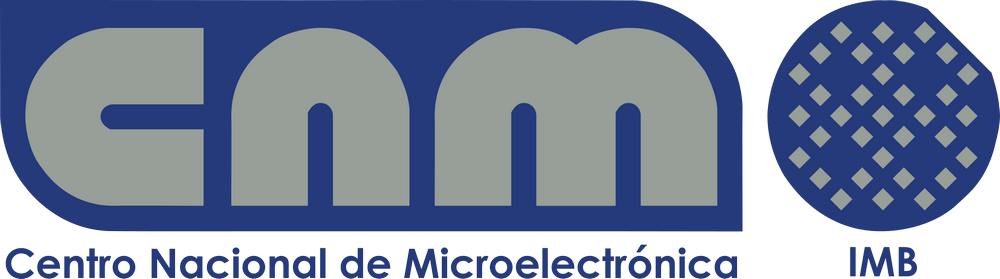 cnm
Centro Nacional de Microelectrónica
IMB